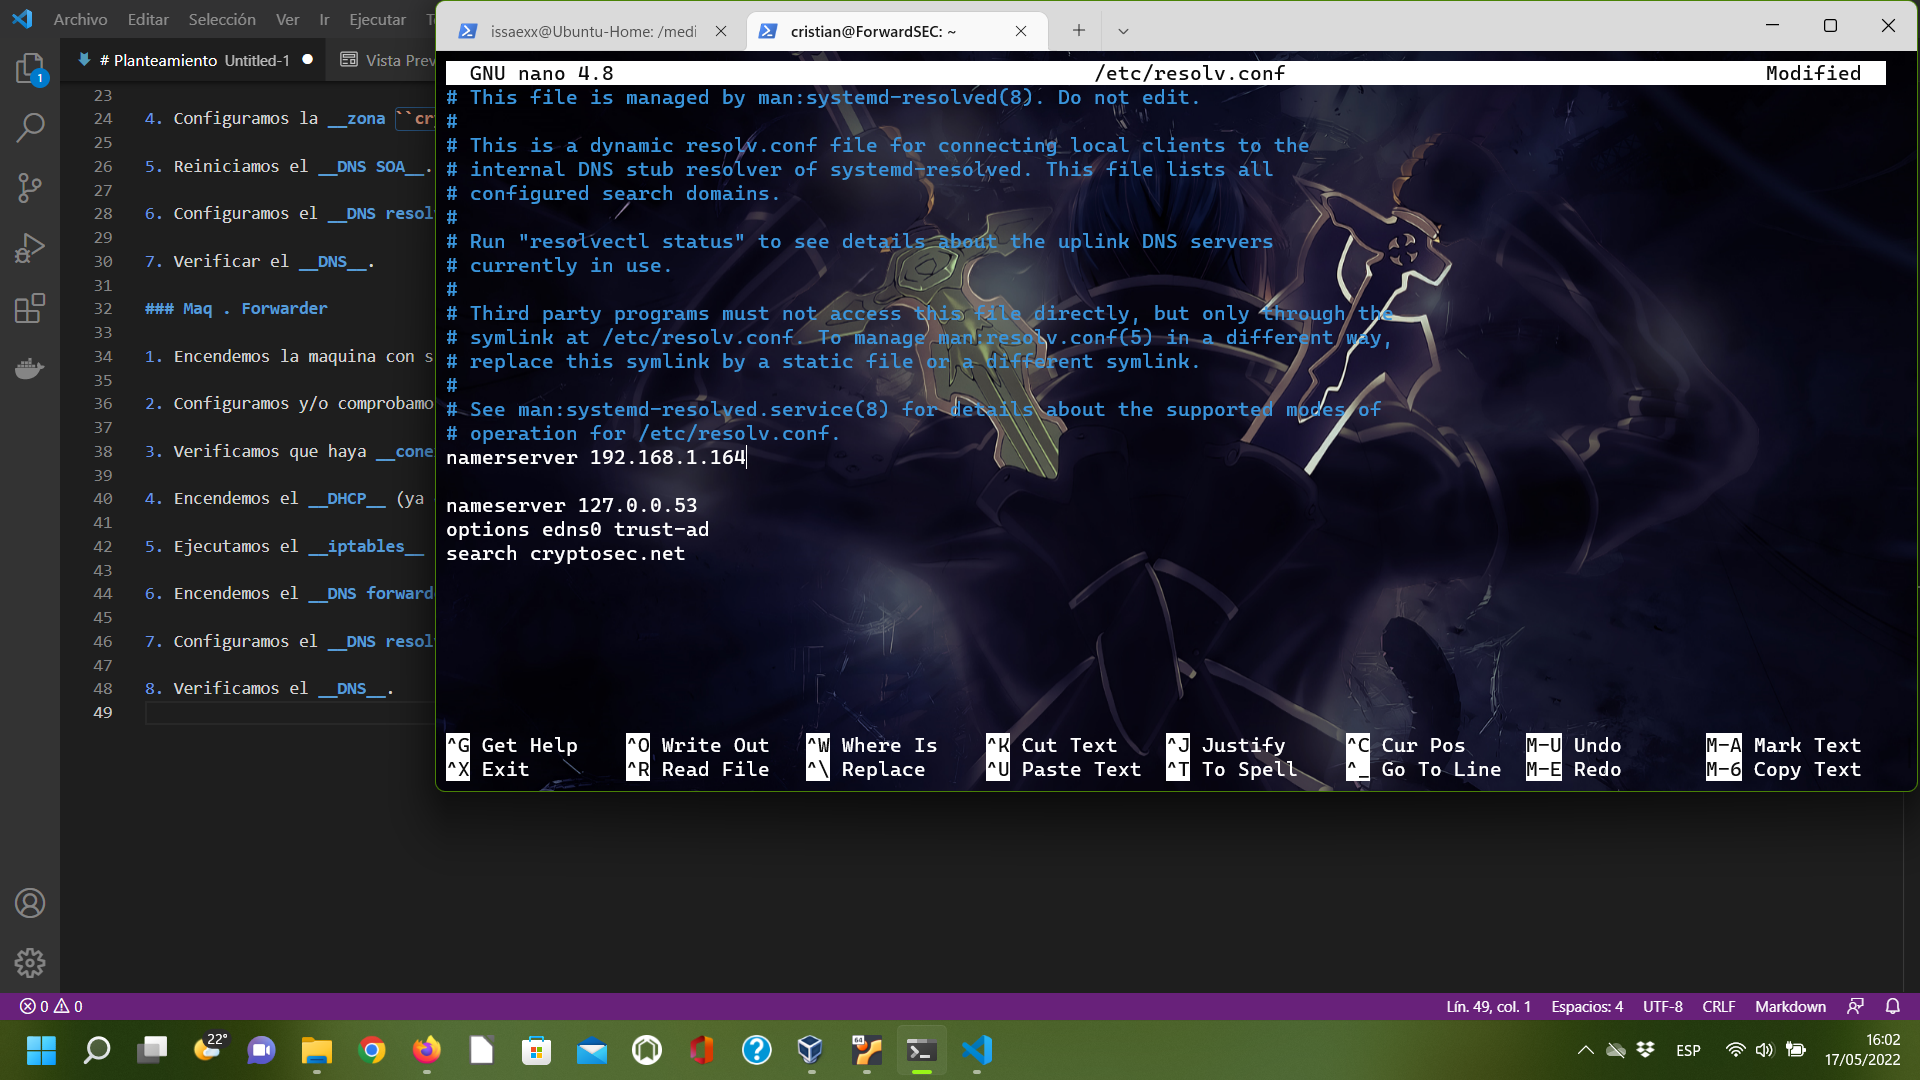 Archivo Editar Selección Ver Ir Ejecutar
# Planteamiento Untitled-1
Vista Prev
23
24 4. Configuramos la __zona ``cr
25
26 5. Reiniciamos el __DNS SOA__.
27
28 6. Configuramos el __DNS resol
29
30 7. Verificar el __DNS__.
31
32 ### Maq . Forwarder
33
34 1. Encendemos la maquina con s
35
36 2. Configuramos y/o comprobamo
37
38 3. Verificamos que haya __cone
39
40 4. Encendemos el __DHCP__ (ya
41
42 5. Ejecutamos el __iptables__
43
44 6. Encendemos el __DNS forward
45
46 7. Configuramos el __DNS resol
47
48 8. Verificamos el __DNS__.
49
1
issaexx@Ubuntu-Home: /medi
cristian@ForwardSEC: ~
GNU nano 4.8 /etc/resolv.conf Modified
# This file is managed by man:systemd-resolved(8). Do not edit.
#
# This is a dynamic resolv.conf file for connecting local clients to the
# internal DNS stub resolver of systemd-resolved. This file lists all
# configured search domains.
#
# Run "resolvectl status" to see details about the uplink DNS servers
# currently in use.
#
# Third party programs must not access this file directly, but only through the
# symlink at /etc/resolv.conf. To manage man:resolv.conf(5) in a different way,
# replace this symlink by a static file or a different symlink.
#
# See man:systemd-resolved.service(8) for details about the supported modes of
# operation for /etc/resolv.conf.
namerserver 192.168.1.164
nameserver 127.0.0.53
options edns0 trust-ad
search cryptosec.net
^G Get Help ^O Write Out ^W Where Is ^K Cut Text ^J Justify ^C Cur Pos M-U Undo M-A Mark Text
^X Exit ^R Read File ^\ Replace ^U Paste Text ^T To Spell ^_ Go To Line M-E Redo M-6 Copy Text
0 0
Lín. 49, col. 1 Espacios: 4 UTF-8 CRLF Markdown
22°
64
ESP
16:02
17/05/2022